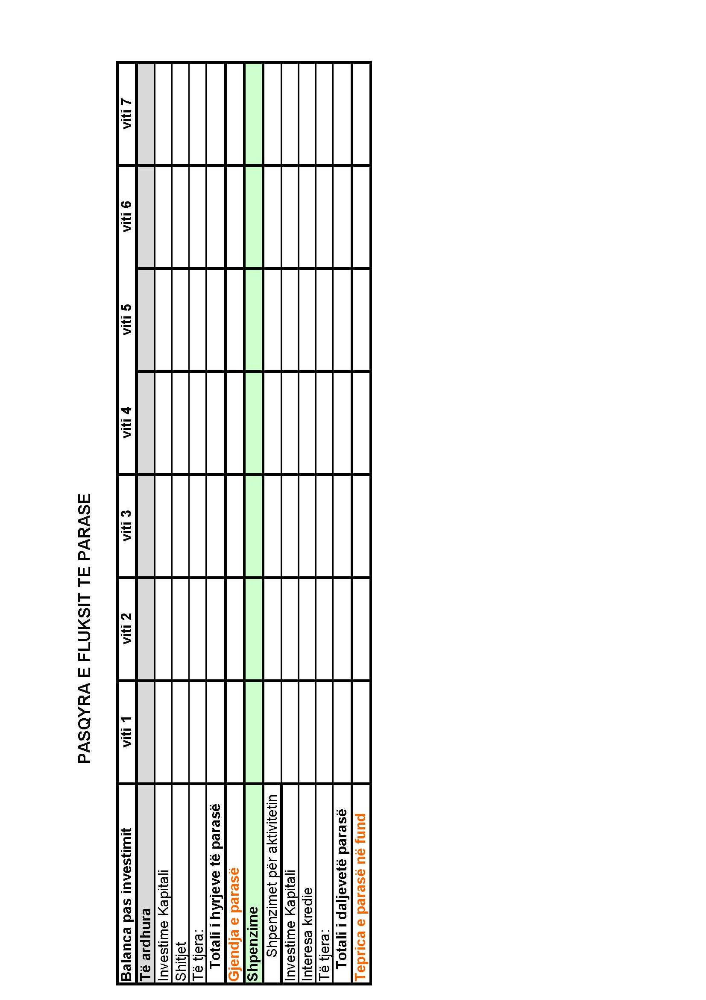 PASQYRA E FLUKSIT TE PARASE
Balanca pas investimit viti 1 viti 2 viti 3 viti 4 viti 5 viti 6 viti 7
Të ardhura
Investime Kapitali
Shitjet
Të tjera:
Totali i hyrjeve të parasë
Gjendja e parasë
Shpenzime
Shpenzimet për aktivitetin
Investime Kapitali
Interesa kredie
Të tjera:
Totali i daljevetë parasë
Teprica e parasë në fund